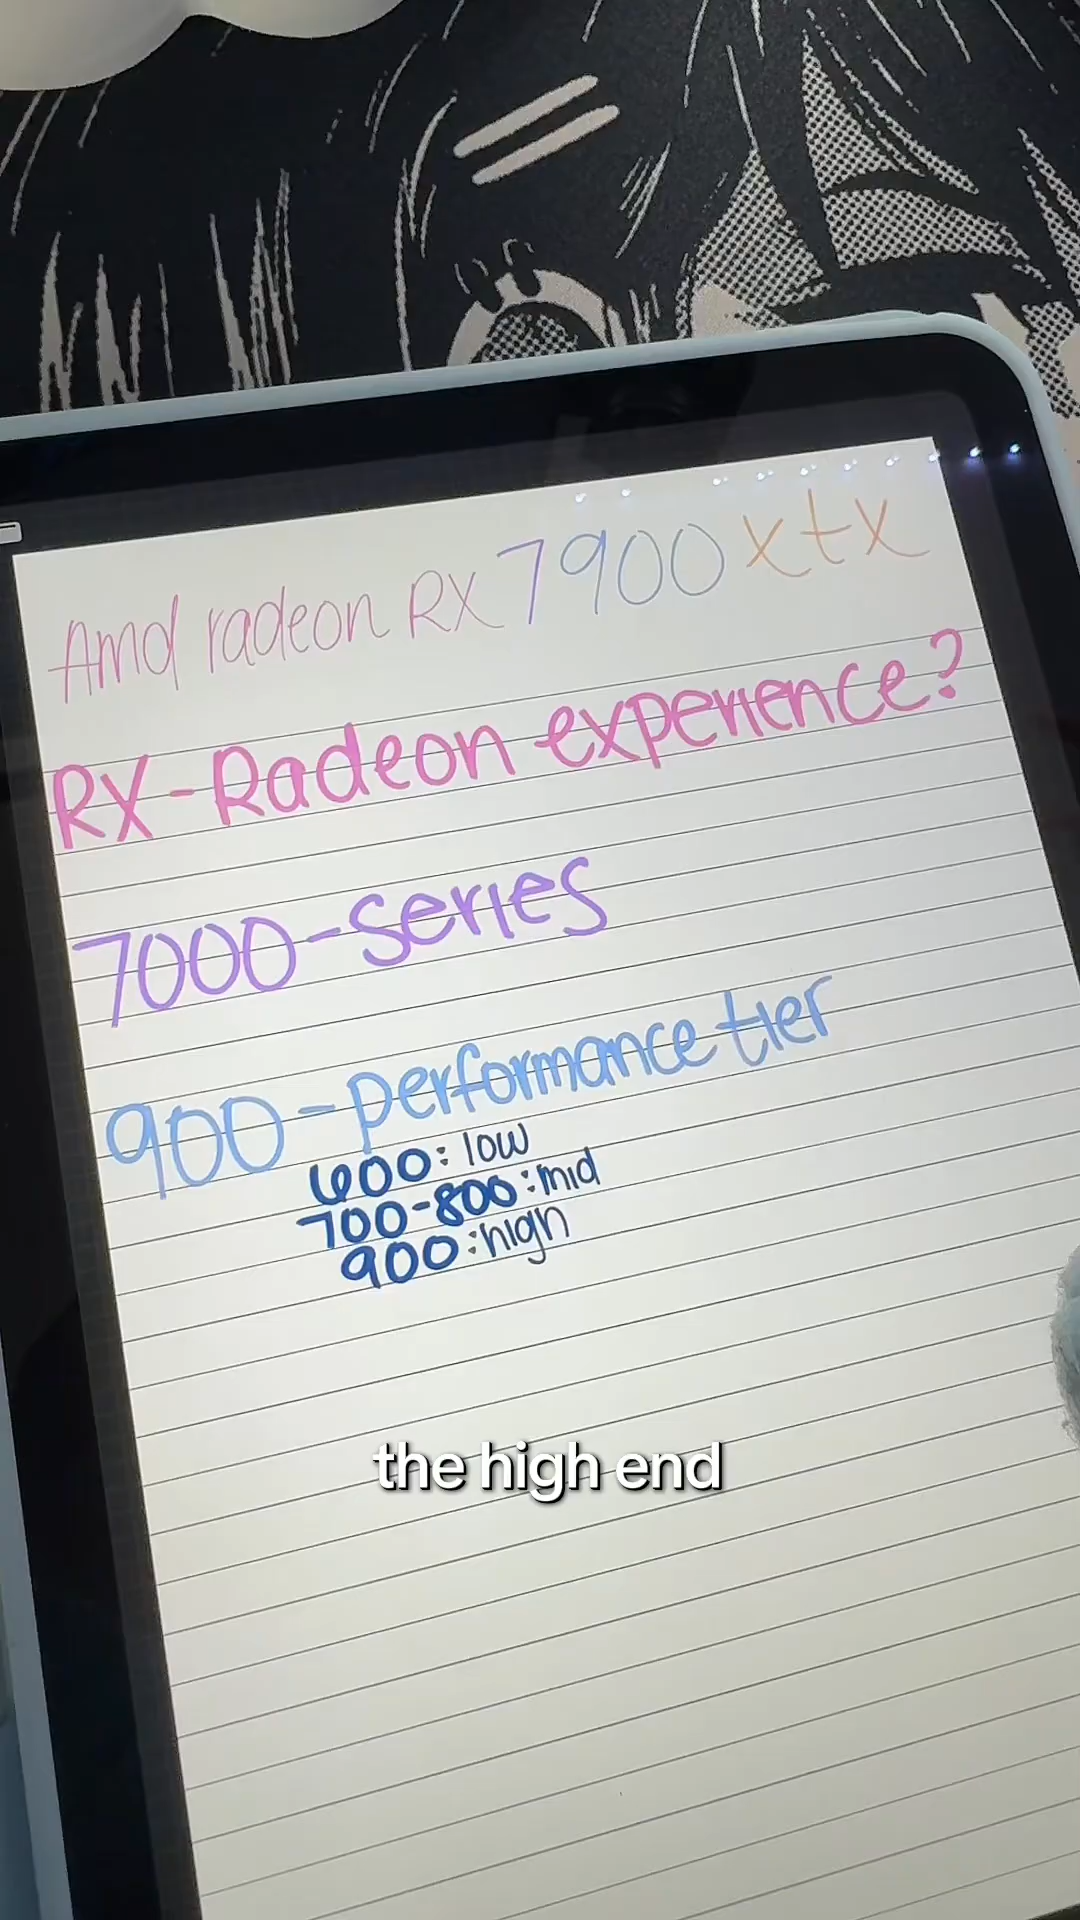 Amd radeon RX 7900 xtx
RX-Radeon experience?
7000-series
900-performance tier
600: low
700-800: mid
900: high
the high end